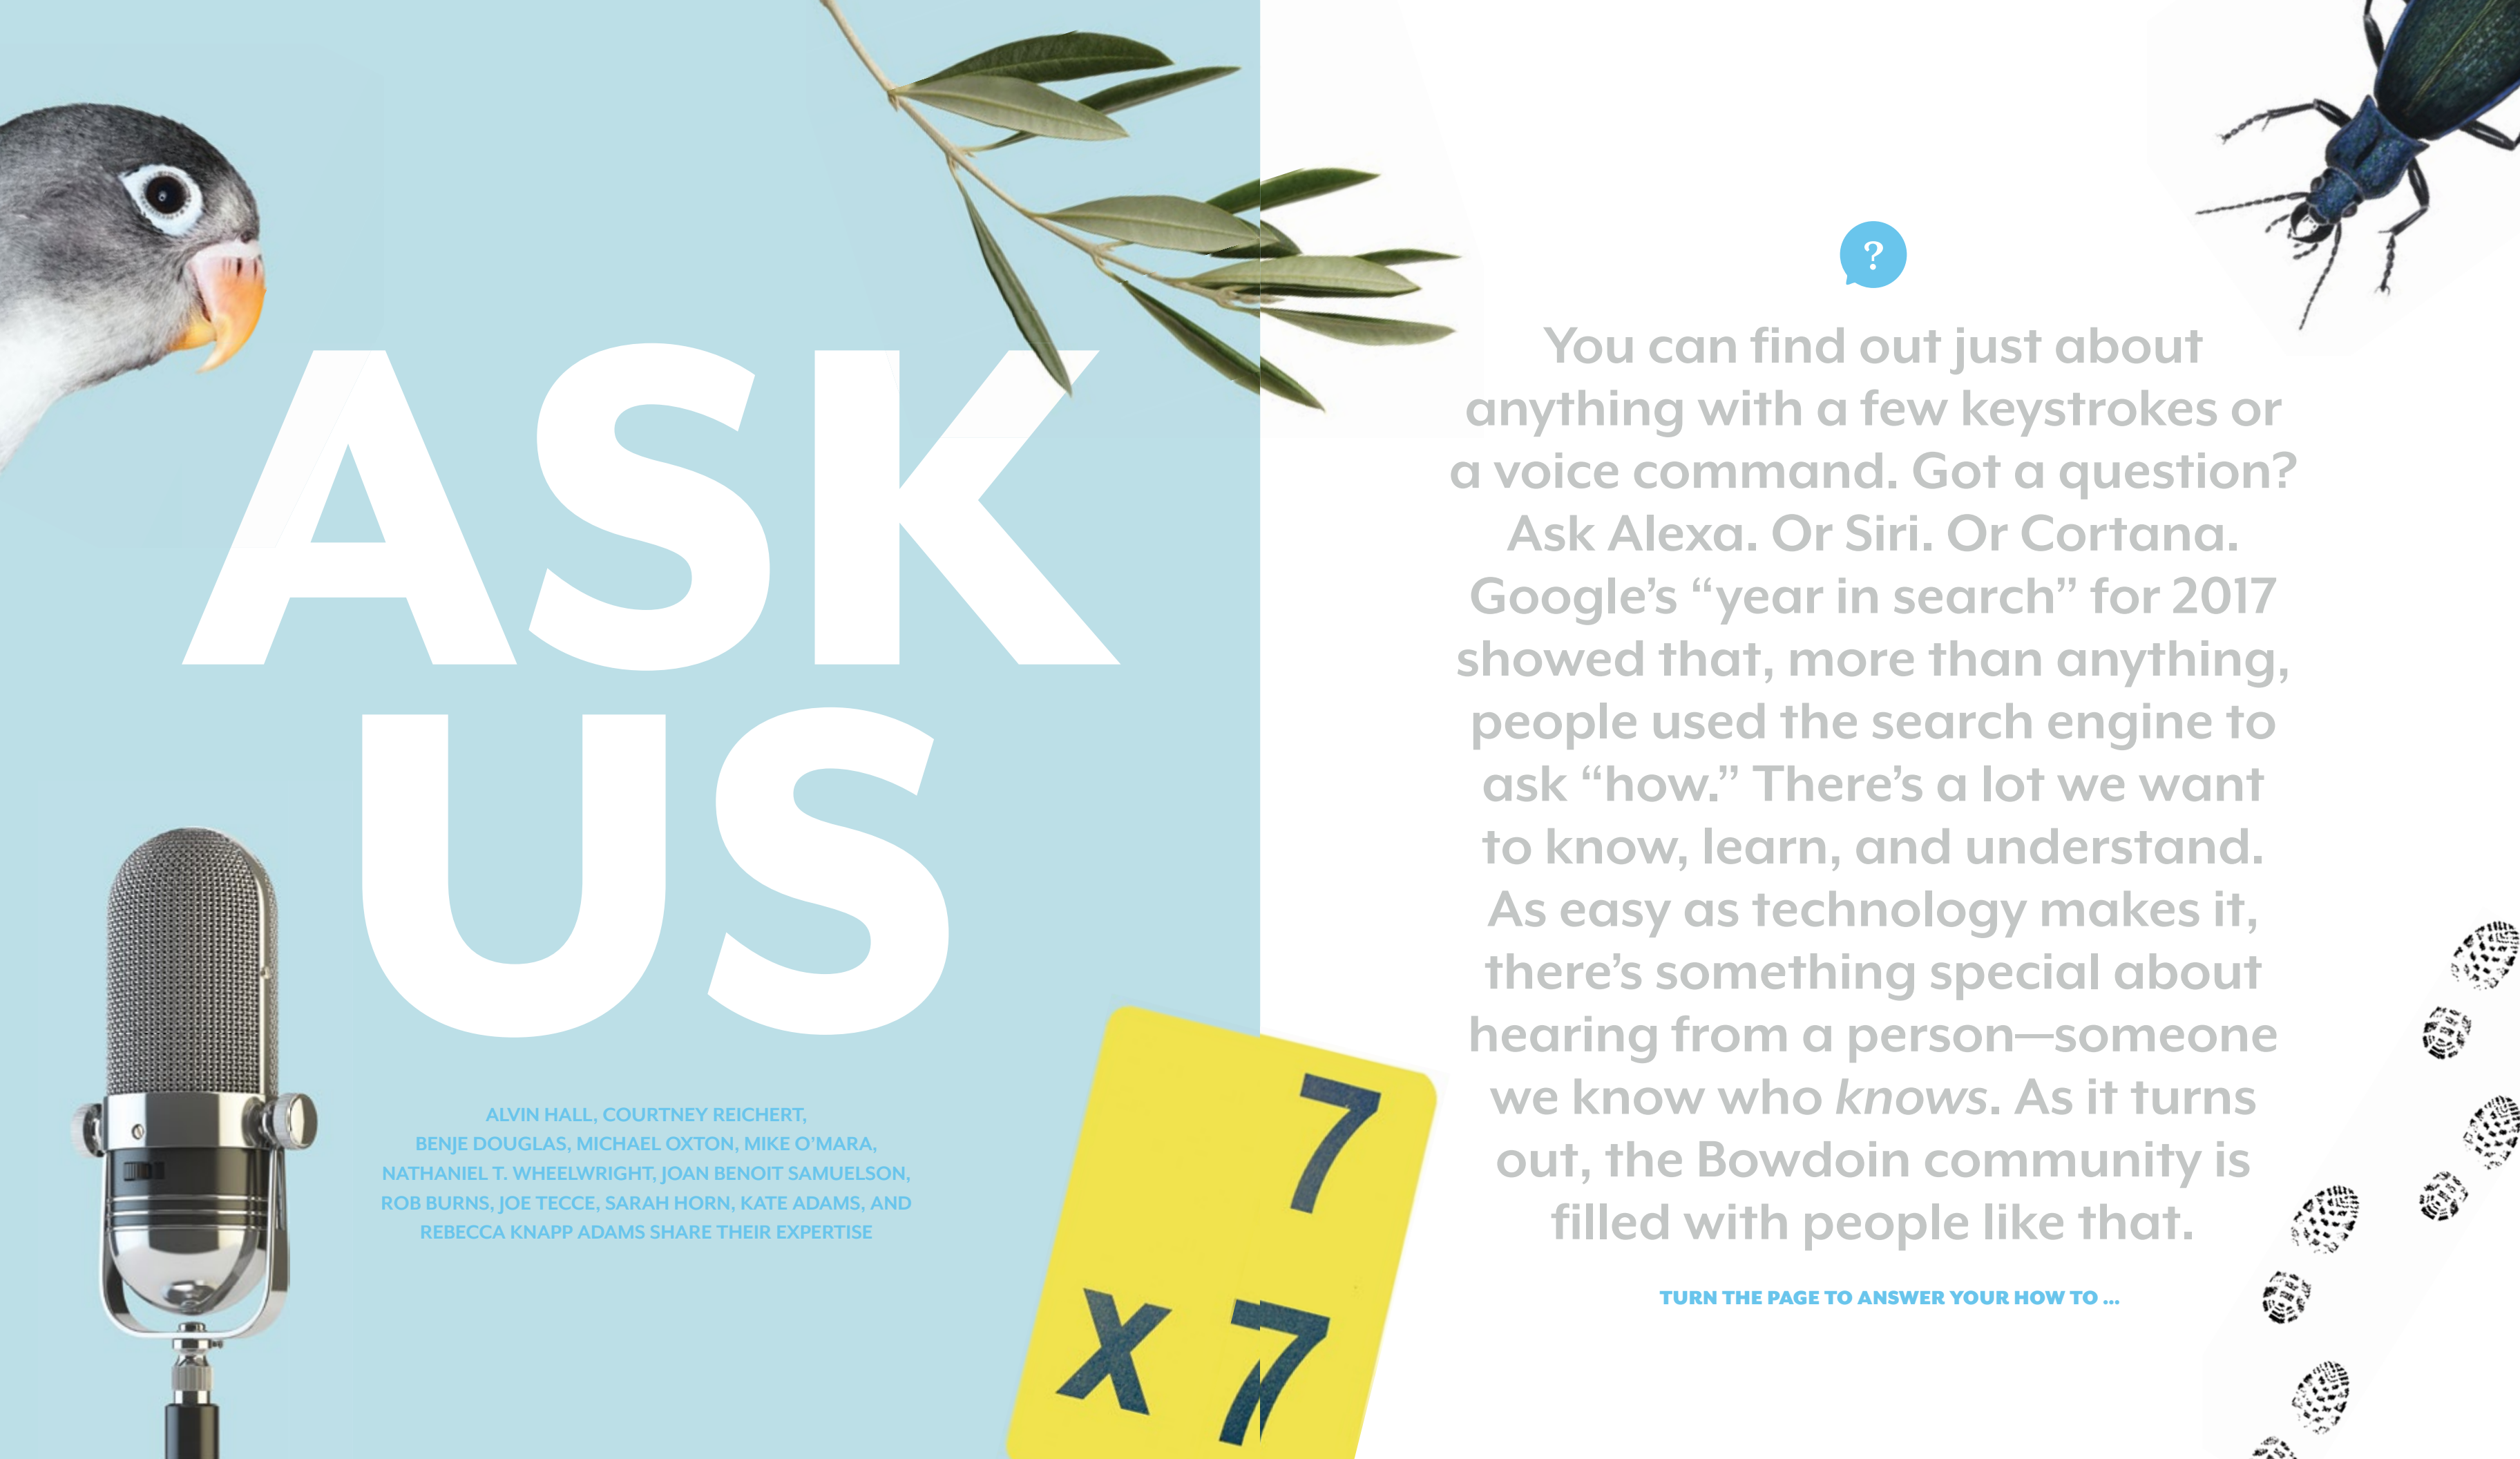 ASK
US
ALVIN HALL, COURTNEY REICHERT,
BENJE DOUGLAS, MICHAEL OXTON, MIKE O’MARA,
NATHANIEL T. WHEELWRIGHT, JOAN BENOIT SAMUELSON,
ROB BURNS, JOE TECCE, SARAH HORN, KATE ADAMS, AND
REBECCA KNAPP ADAMS SHARE THEIR EXPERTISE
7
x 7
?
You can find out just about
anything with a few keystrokes or
a voice command. Got a question?
Ask Alexa. Or Siri. Or Cortana.
Google’s “year in search” for 2017
showed that, more than anything,
people used the search engine to
ask “how.” There’s a lot we want
to know, learn, and understand.
As easy as technology makes it,
there’s something special about
hearing from a person—someone
we know who knows. As it turns
out, the Bowdoin community is
filled with people like that.
TURN THE PAGE TO ANSWER YOUR HOW TO ...